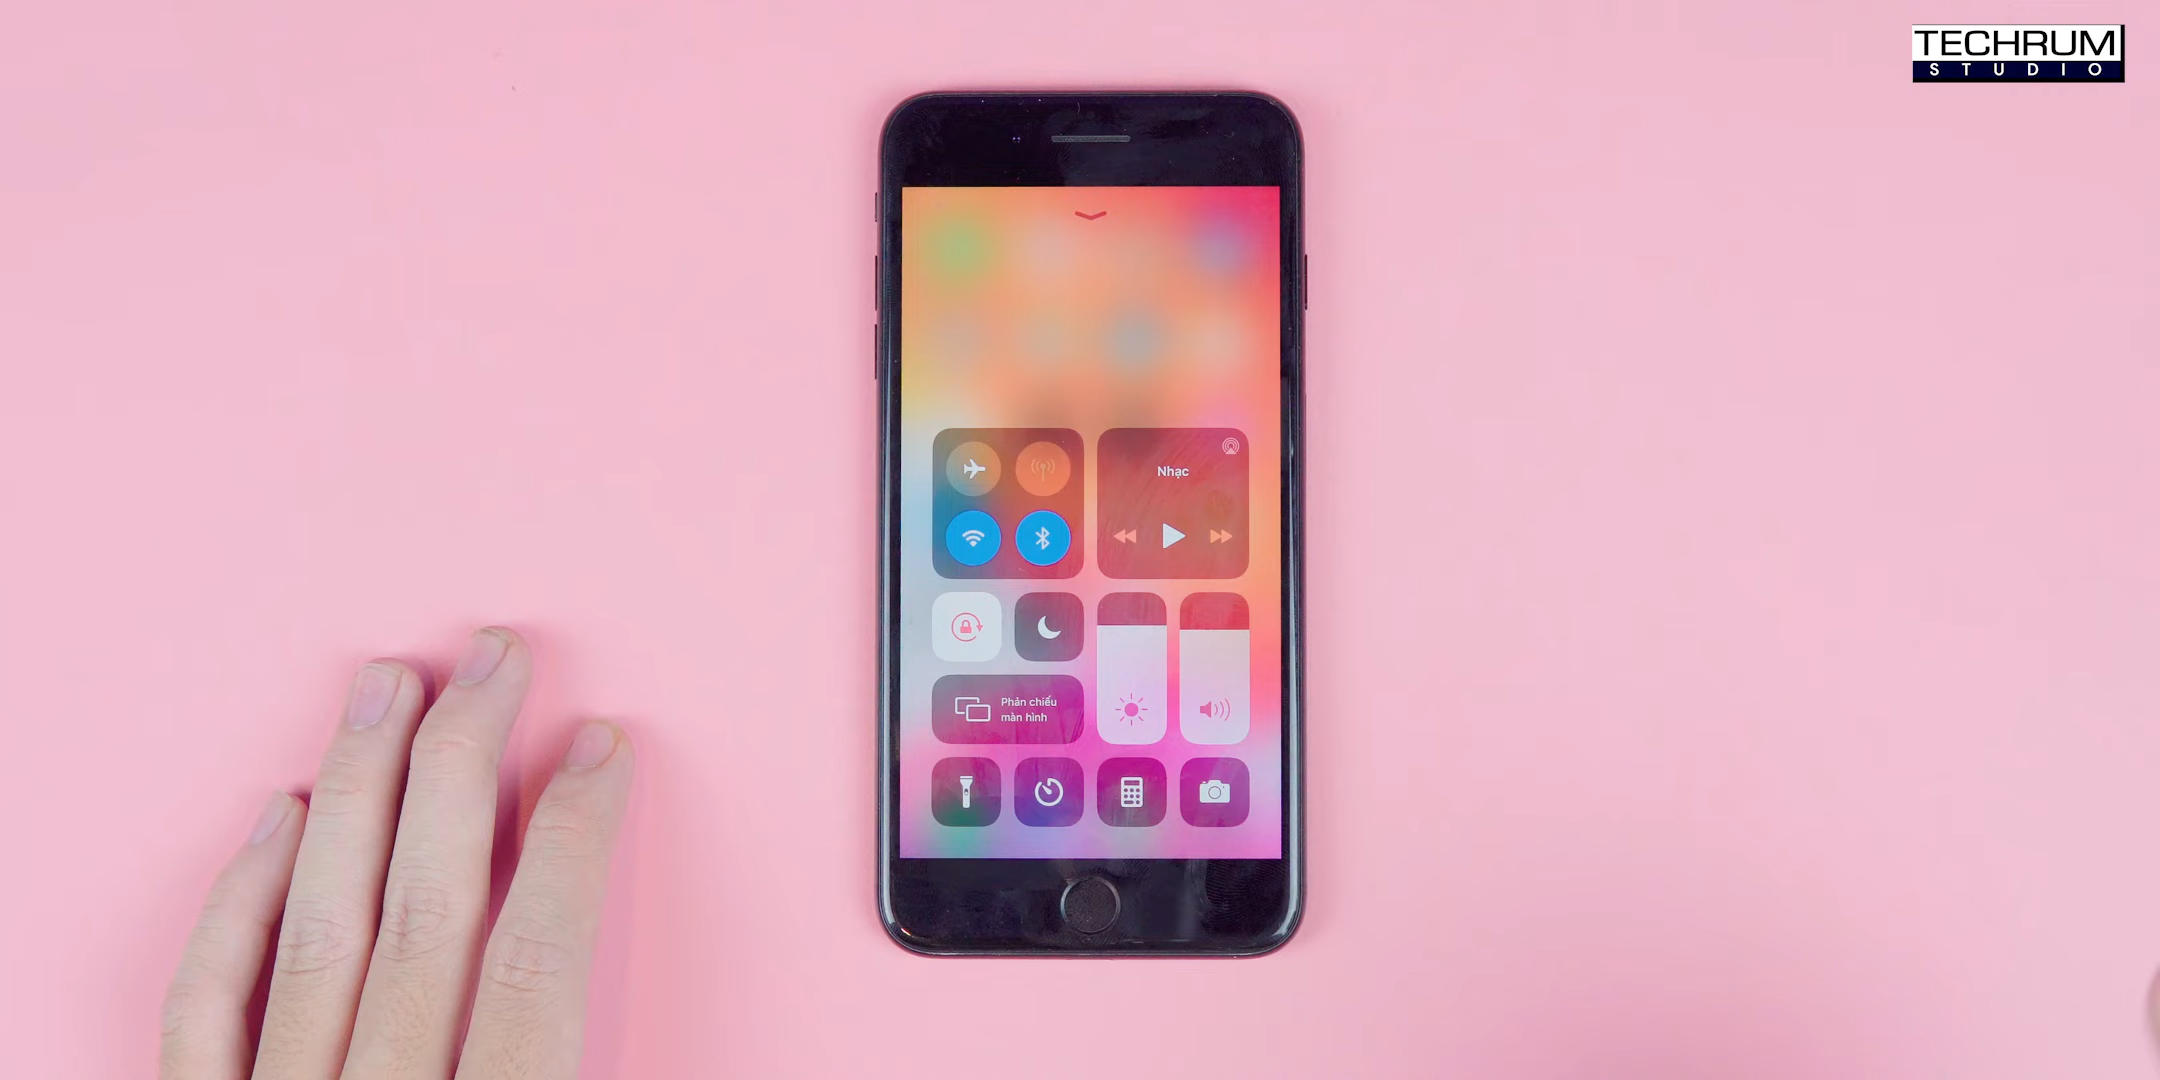 TECHRUM
STUDIO
Nhạc
Phản chiếu
màn hình